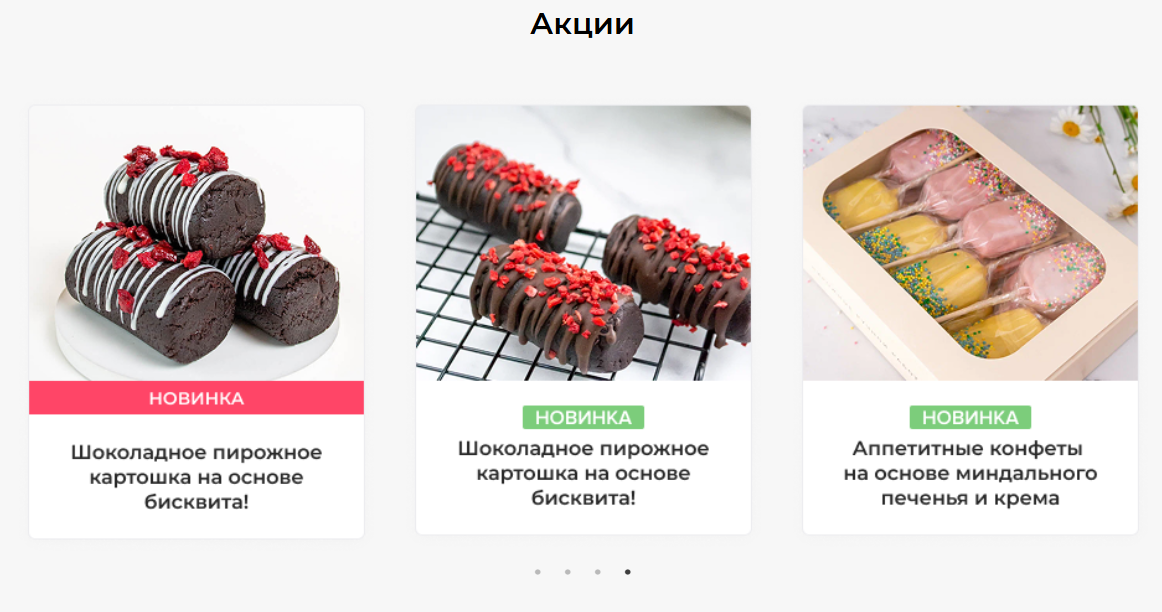 Акции
НОВИНКА
Шоколадное пирожное
картошка на основе
бисквита!
НОВИНКА
Шоколадное пирожное
картошка на основе
бисквита!
НОВИНКА
Аппетитные конфеты
на основе миндального
печенья и крема